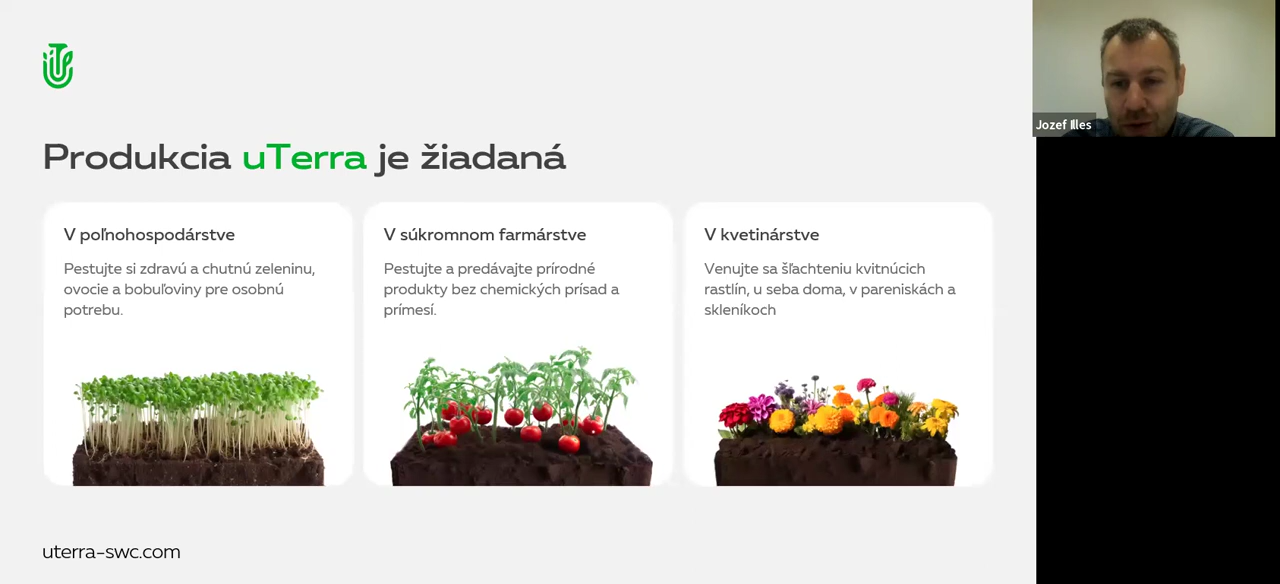 Produkcia uTerra je žiadaná
V poľnohospodárstve
Pestujte si zdravú a chutnú zeleninu,
ovocie a bobuľoviny pre osobnú
potrebu.
V súkromnom farmárstve
Pestujte a predávajte prírodné
produkty bez chemických prísad a
prímesí.
V kvetinárstve
Venujte sa šľachteniu kvitnúcich
rastlín, u seba doma, v pareniskách a
skleníkoch
uterra-swc.com
Jozef Illes